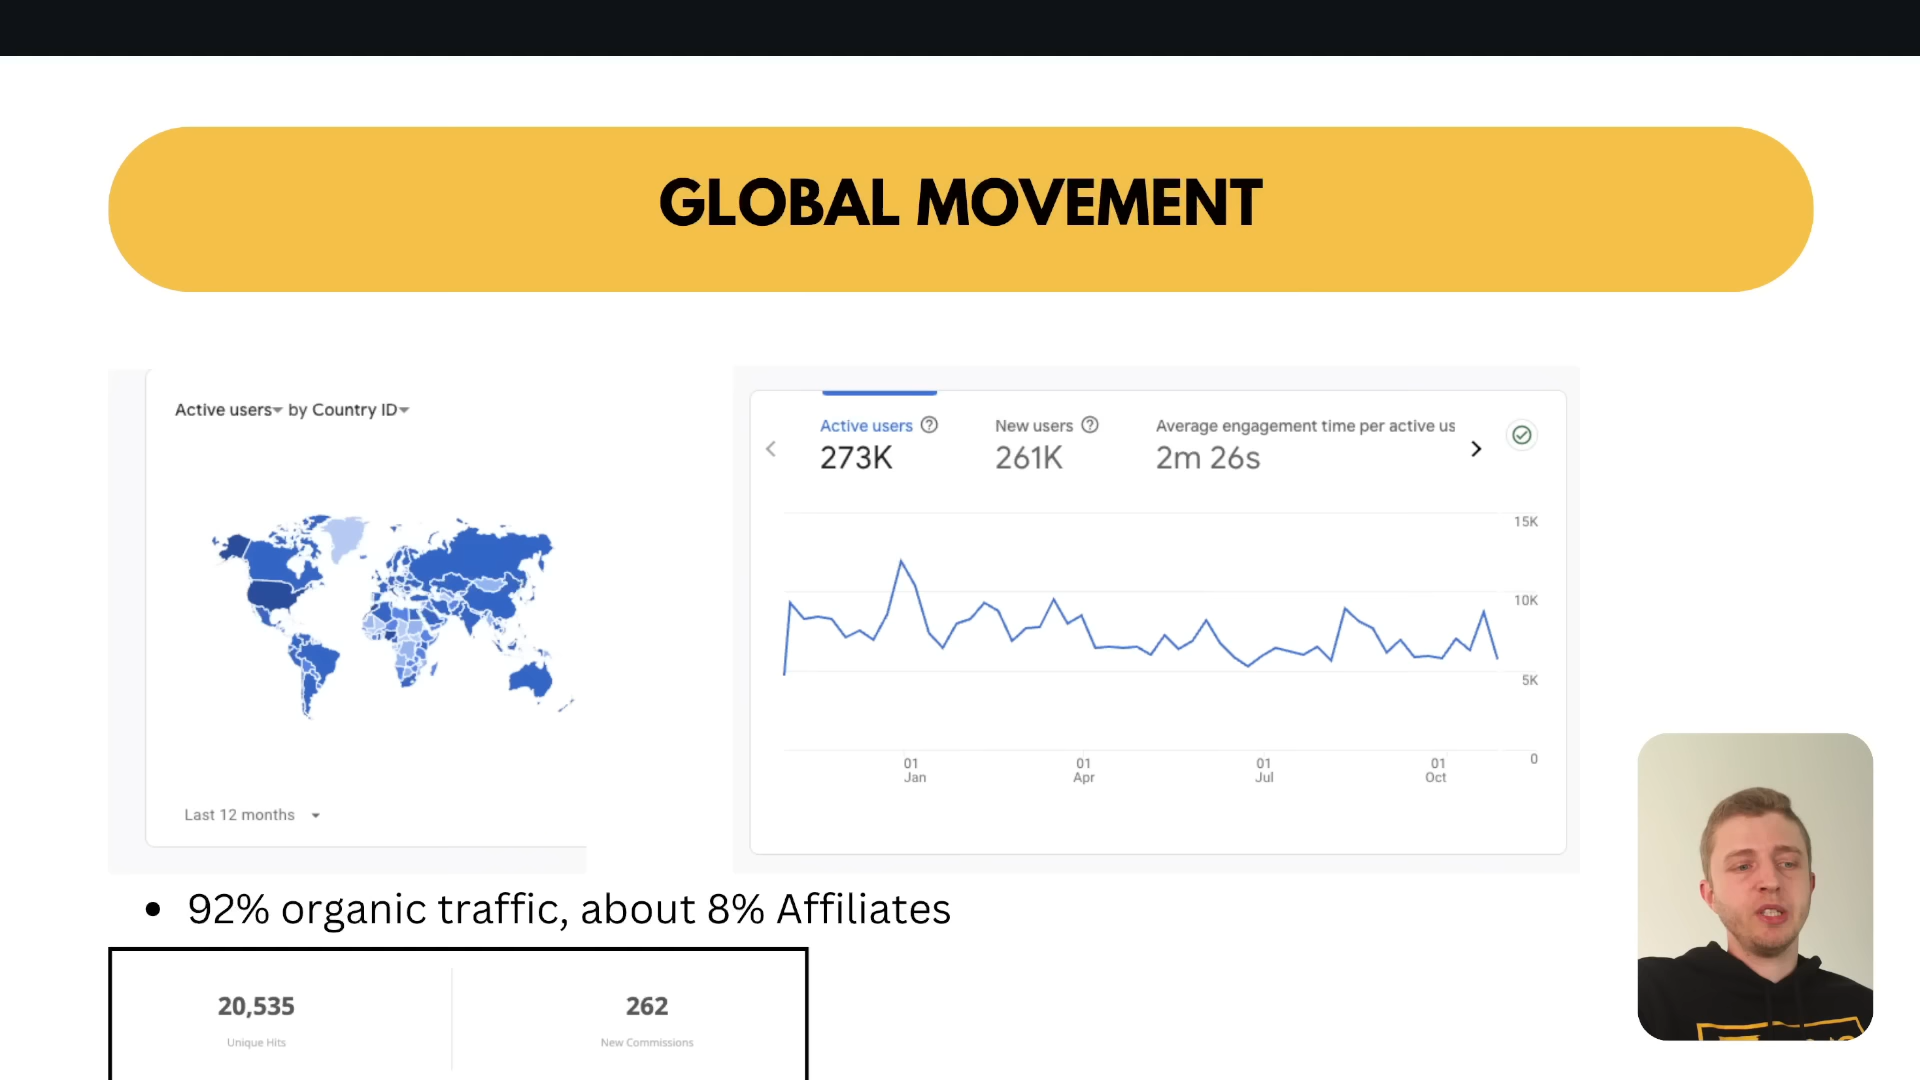 GLOBAL MOVEMENT
Active users by Country ID
Last 12 months
Active users
273K
New users
261K
Average engagement time per active us
2m 26s
15K
10K
5K
0
01 Jan
01 Apr
01 Jul
01 Oct
• 92% organic traffic, about 8% Affiliates
20,535
Unique Hits
262
New Commissions